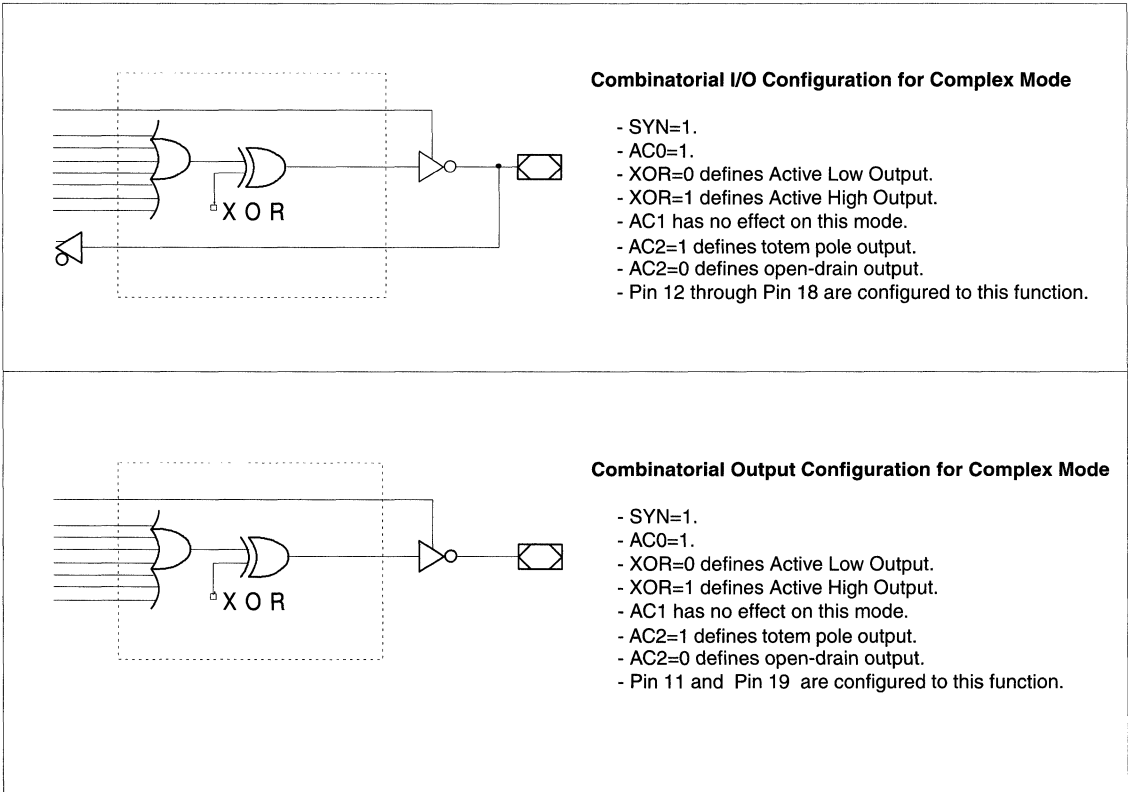 Combinatorial I/O Configuration for Complex Mode
- SYN=1.
- AC0=1.
- XOR=0 defines Active Low Output.
- XOR=1 defines Active High Output.
- AC1 has no effect on this mode.
- AC2=1 defines totem pole output.
- AC2=0 defines open-drain output.
- Pin 12 through Pin 18 are configured to this function.
X O R
Combinatorial Output Configuration for Complex Mode
- SYN=1.
- AC0=1.
- XOR=0 defines Active Low Output.
- XOR=1 defines Active High Output.
- AC1 has no effect on this mode.
- AC2=1 defines totem pole output.
- AC2=0 defines open-drain output.
- Pin 11 and Pin 19 are configured to this function.
X O R